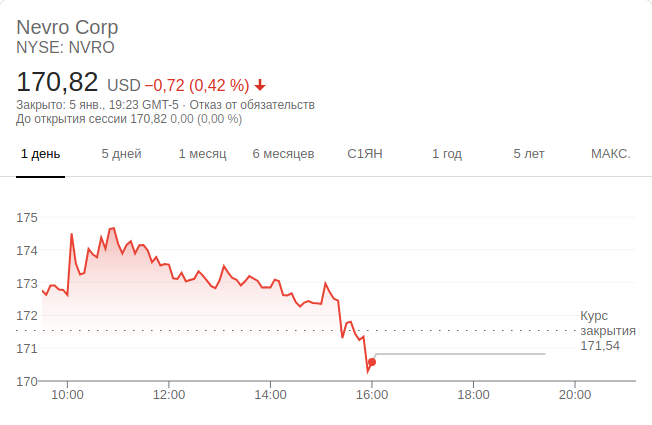 Nevro Corp
NYSE: NVRO
170,82 USD −0,72 (0,42 %)
Закрыто: 5 янв., 19:23 GMT-5 · Отказ от обязательств
До открытия сессии 170,82 0,00 (0,00 %)
1 день 5 дней 1 месяц 6 месяцев С1ЯН 1 год 5 лет МАКС.
175
174
173
172
171
170
Курс
закрытия
171,54
10:00 12:00 14:00 16:00 18:00 20:00